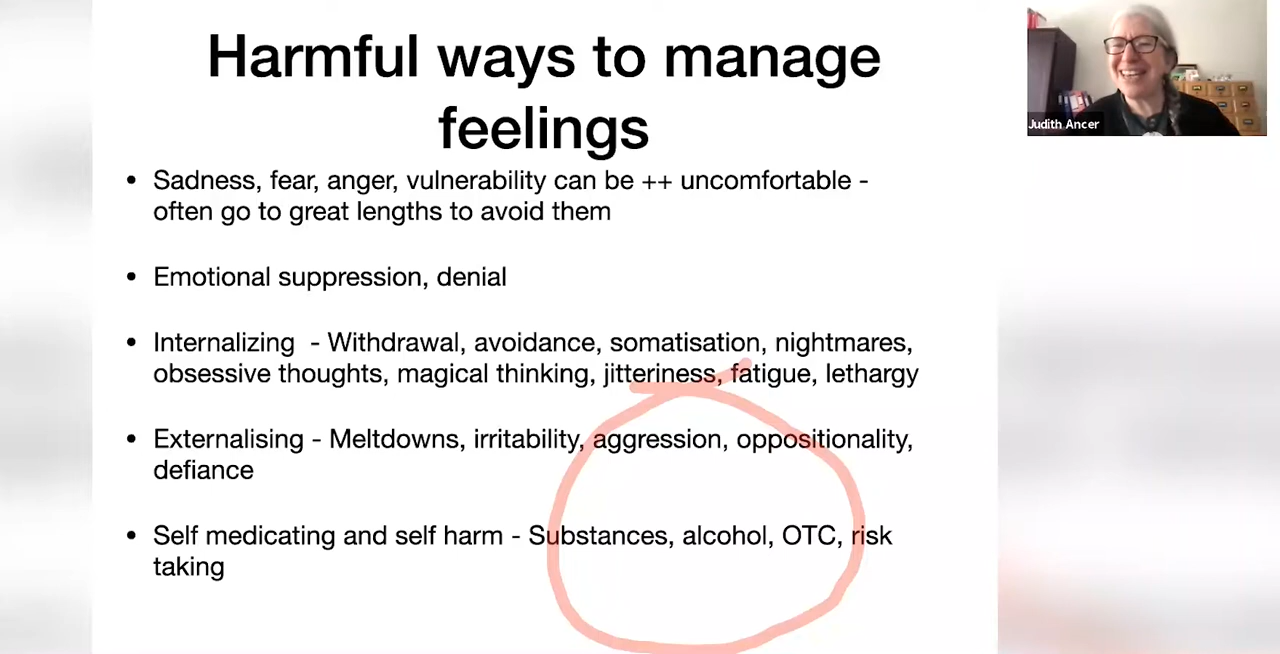 Harmful ways to manage
feelings
Judith Ancer
• Sadness, fear, anger, vulnerability can be ++ uncomfortable -
often go to great lengths to avoid them
• Emotional suppression, denial
• Internalizing  - Withdrawal, avoidance, somatisation, nightmares,
obsessive thoughts, magical thinking, jitteriness, fatigue, lethargy
• Externalising - Meltdowns, irritability, aggression, oppositionality,
defiance
• Self medicating and self harm - Substances, alcohol, OTC, risk
taking